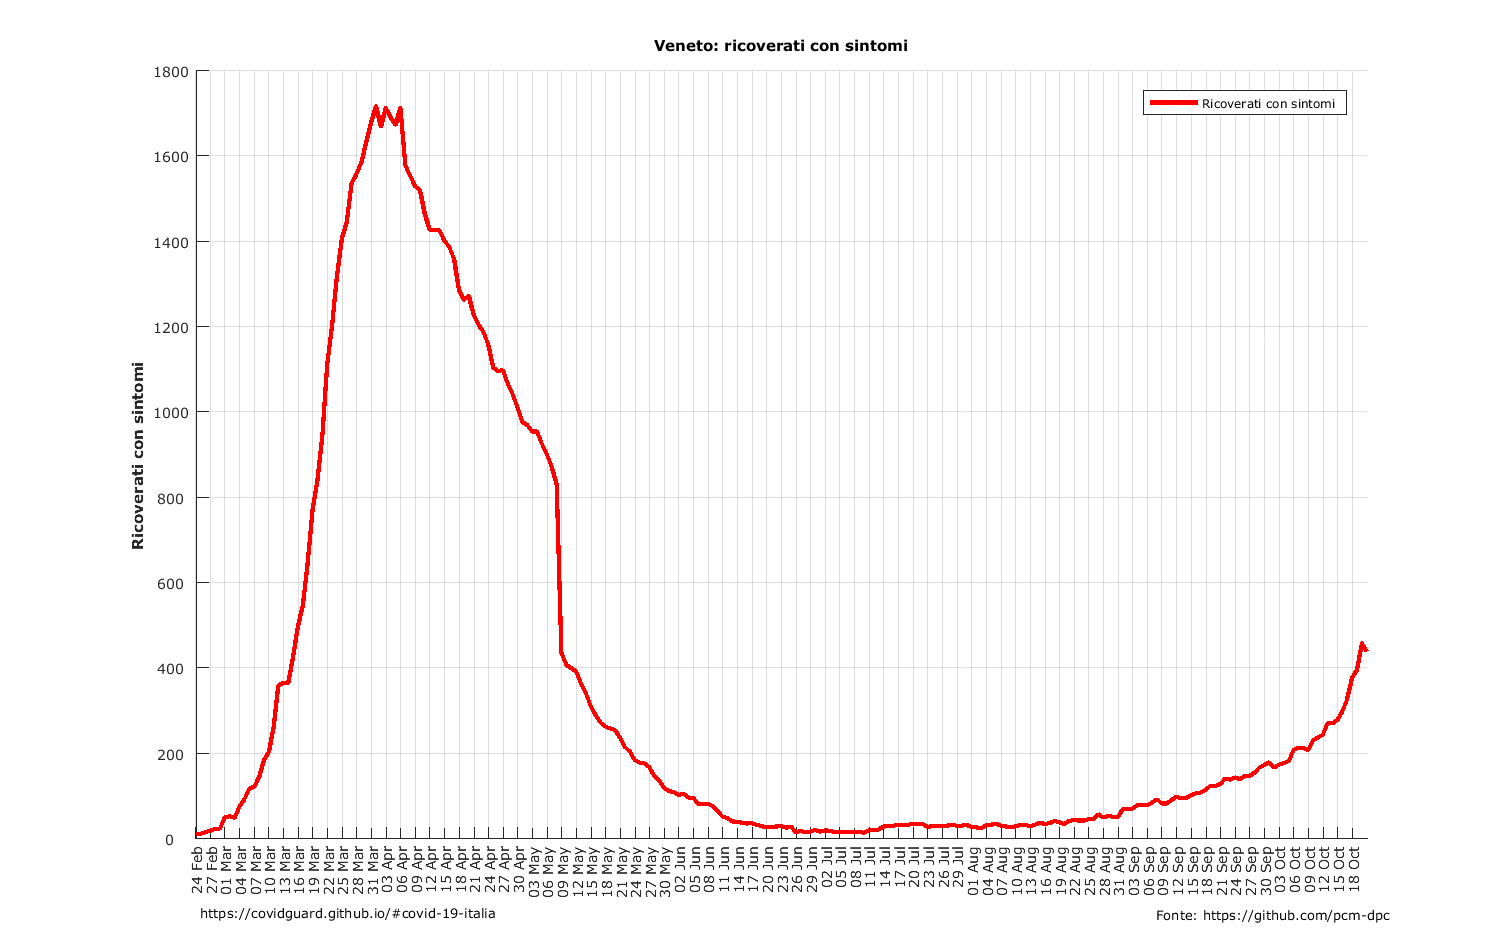 Veneto: ricoverati con sintomi
Ricoverati con sintomi
Ricoverati con sintomi
1800
1600
1400
1200
1000
800
600
400
200
0
24 Feb
27 Feb
01 Mar
04 Mar
07 Mar
10 Mar
13 Mar
16 Mar
19 Mar
22 Mar
25 Mar
28 Mar
31 Mar
03 Apr
06 Apr
09 Apr
12 Apr
15 Apr
18 Apr
21 Apr
24 Apr
27 Apr
30 Apr
03 May
06 May
09 May
12 May
15 May
18 May
21 May
24 May
27 May
30 May
02 Jun
05 Jun
08 Jun
11 Jun
14 Jun
17 Jun
20 Jun
23 Jun
26 Jun
29 Jun
02 Jul
05 Jul
08 Jul
11 Jul
14 Jul
17 Jul
20 Jul
23 Jul
26 Jul
29 Jul
01 Aug
04 Aug
07 Aug
10 Aug
13 Aug
16 Aug
19 Aug
22 Aug
25 Aug
28 Aug
31 Aug
03 Sep
06 Sep
09 Sep
12 Sep
15 Sep
18 Sep
21 Sep
24 Sep
27 Sep
30 Sep
03 Oct
06 Oct
09 Oct
12 Oct
15 Oct
18 Oct
https://covidguard.github.io/#covid-19-italia
Fonte: https://github.com/pcm-dpc